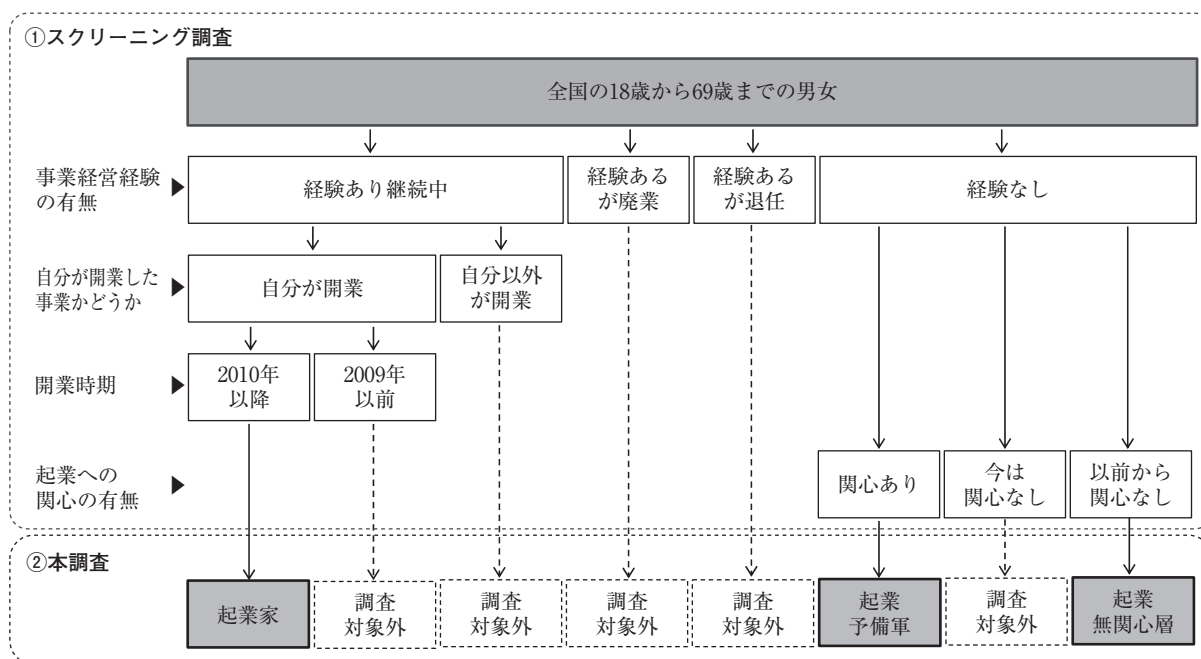 ①スクリーニング調査
全国の18歳から69歳までの男女
事業経営経験
の有無
▶
経験あり継続中
経験ある
が廃業
経験ある
が退任
経験なし
自分が開業した
事業かどうか
▶
自分が開業
自分以外
が開業
開業時期
▶
2010年
以降
2009年
以前
起業への
関心の有無
▶
関心あり
今は
関心なし
以前から
関心なし
②本調査
起業家
調査
対象外
調査
対象外
調査
対象外
調査
対象外
起業
予備軍
調査
対象外
起業
無関心層